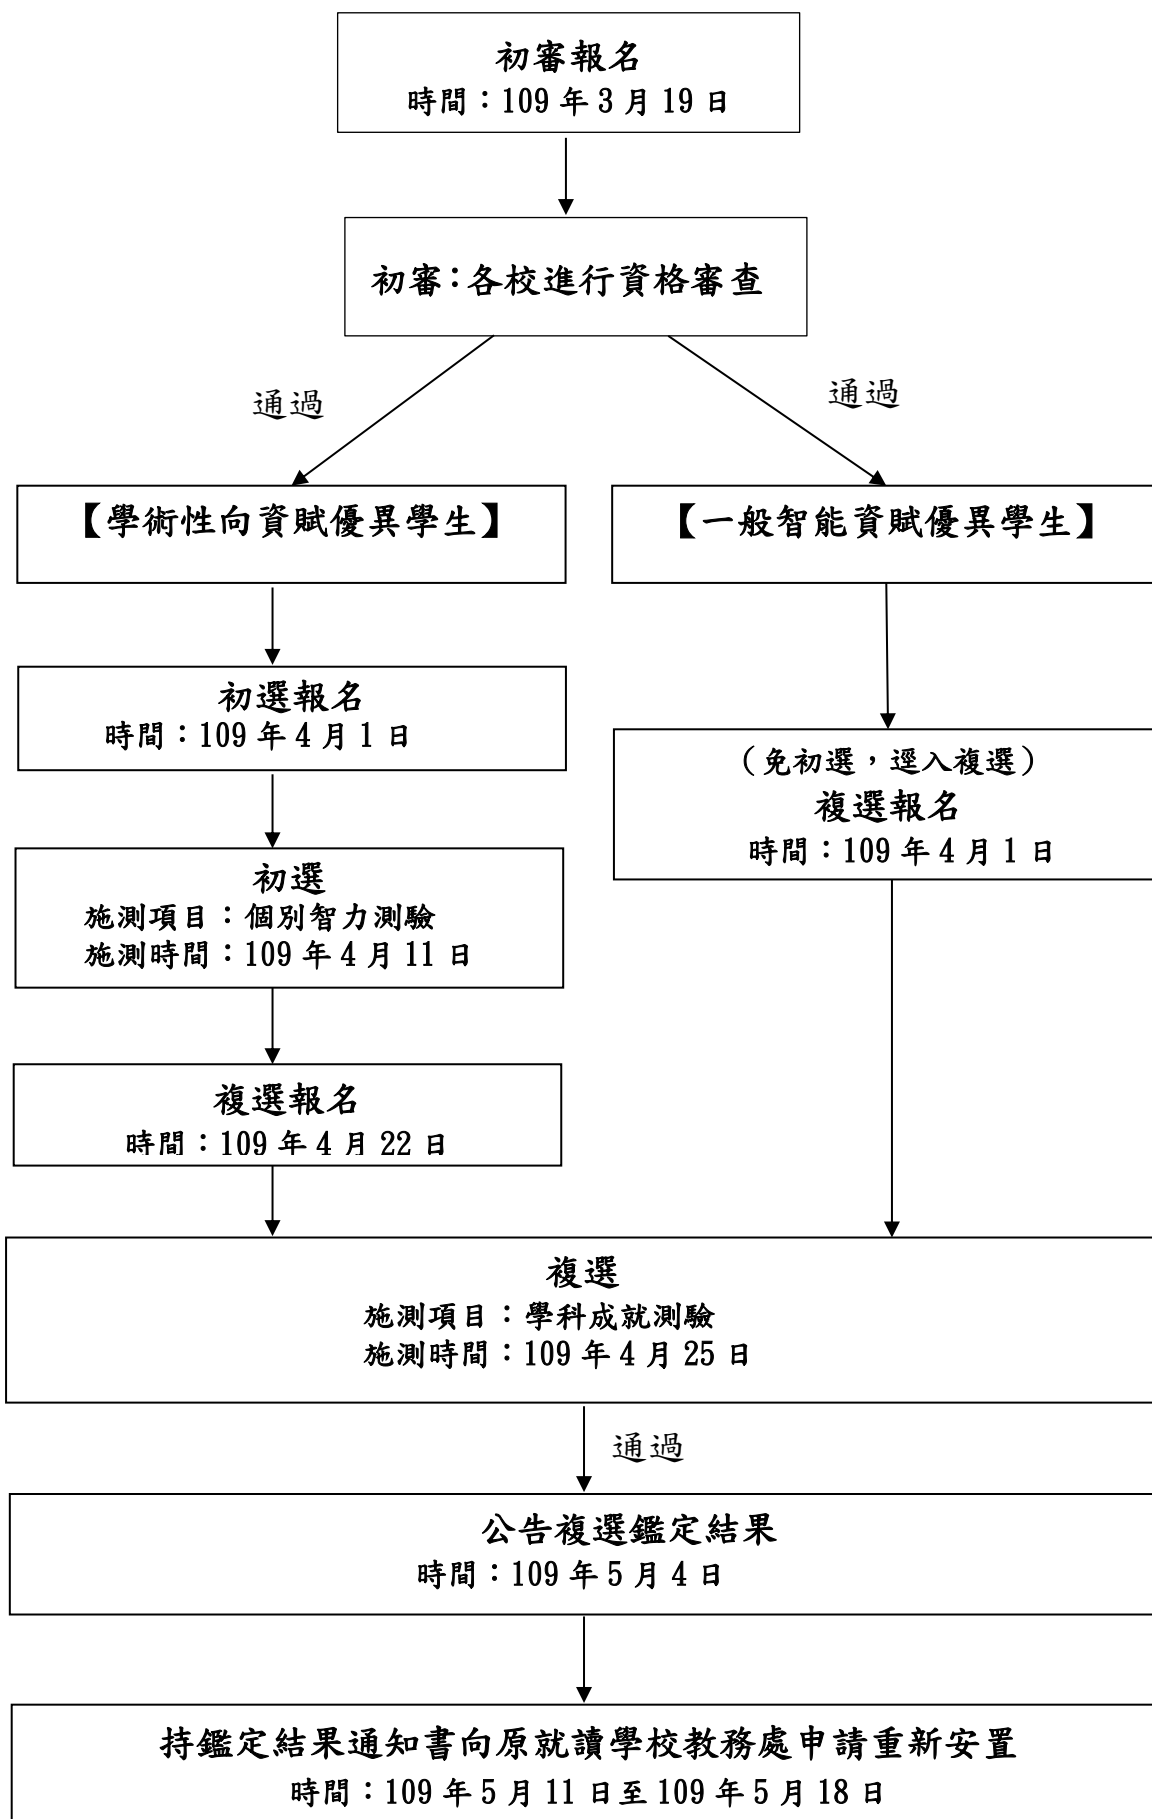 初審報名
時間：109 年 3 月 19 日
初審：各校進行資格審查
通過
通過
【學術性向資賦優異學生】
【一般智能資賦優異學生】
初選報名
時間：109 年 4 月 1 日
（免初選，逕入複選）
複選報名
時間：109 年 4 月 1 日
初選
施測項目：個別智力測驗
施測時間：109 年 4 月 11 日
複選報名
時間：109 年 4 月 22 日
複選
施測項目：學科成就測驗
施測時間：109 年 4 月 25 日
通過
公告複選鑑定結果
時間：109 年 5 月 4 日
持鑑定結果通知書向原就讀學校教務處申請重新安置
時間：109 年 5 月 11 日至 109 年 5 月 18 日